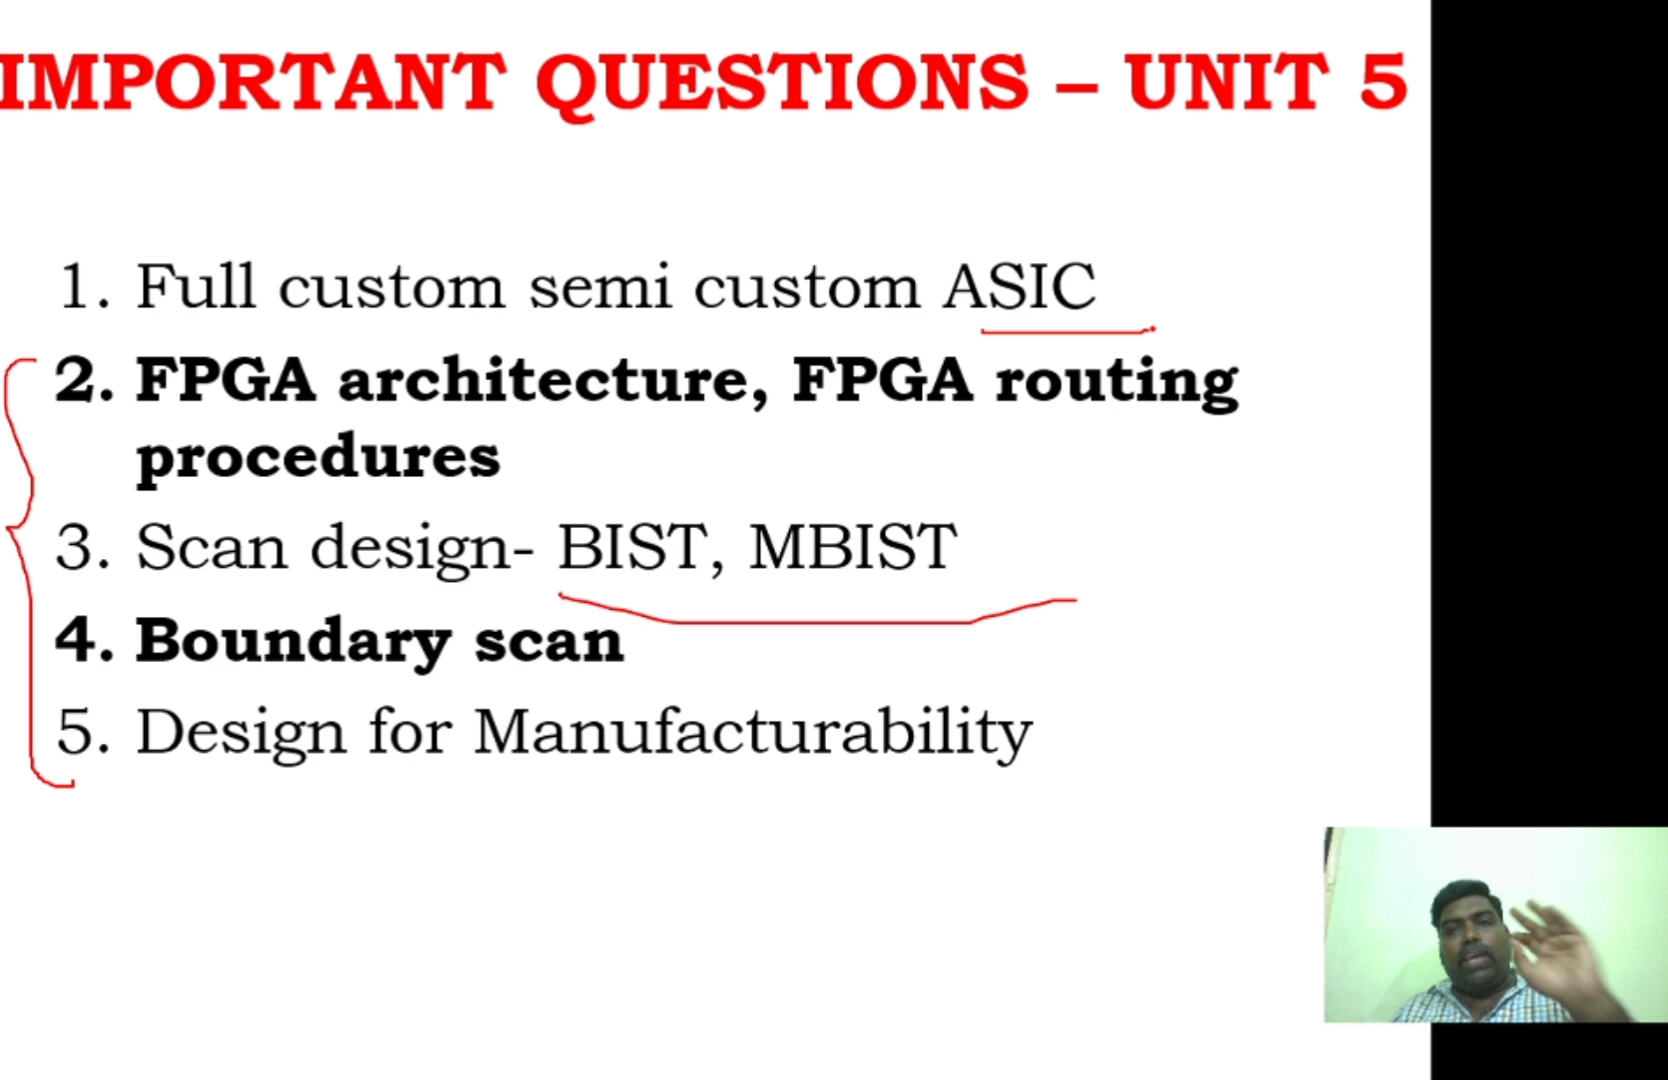 IMPORTANT QUESTIONS – UNIT 5
1. Full custom semi custom ASIC
2. FPGA architecture, FPGA routing
procedures
3. Scan design- BIST, MBIST
4. Boundary scan
5. Design for Manufacturability